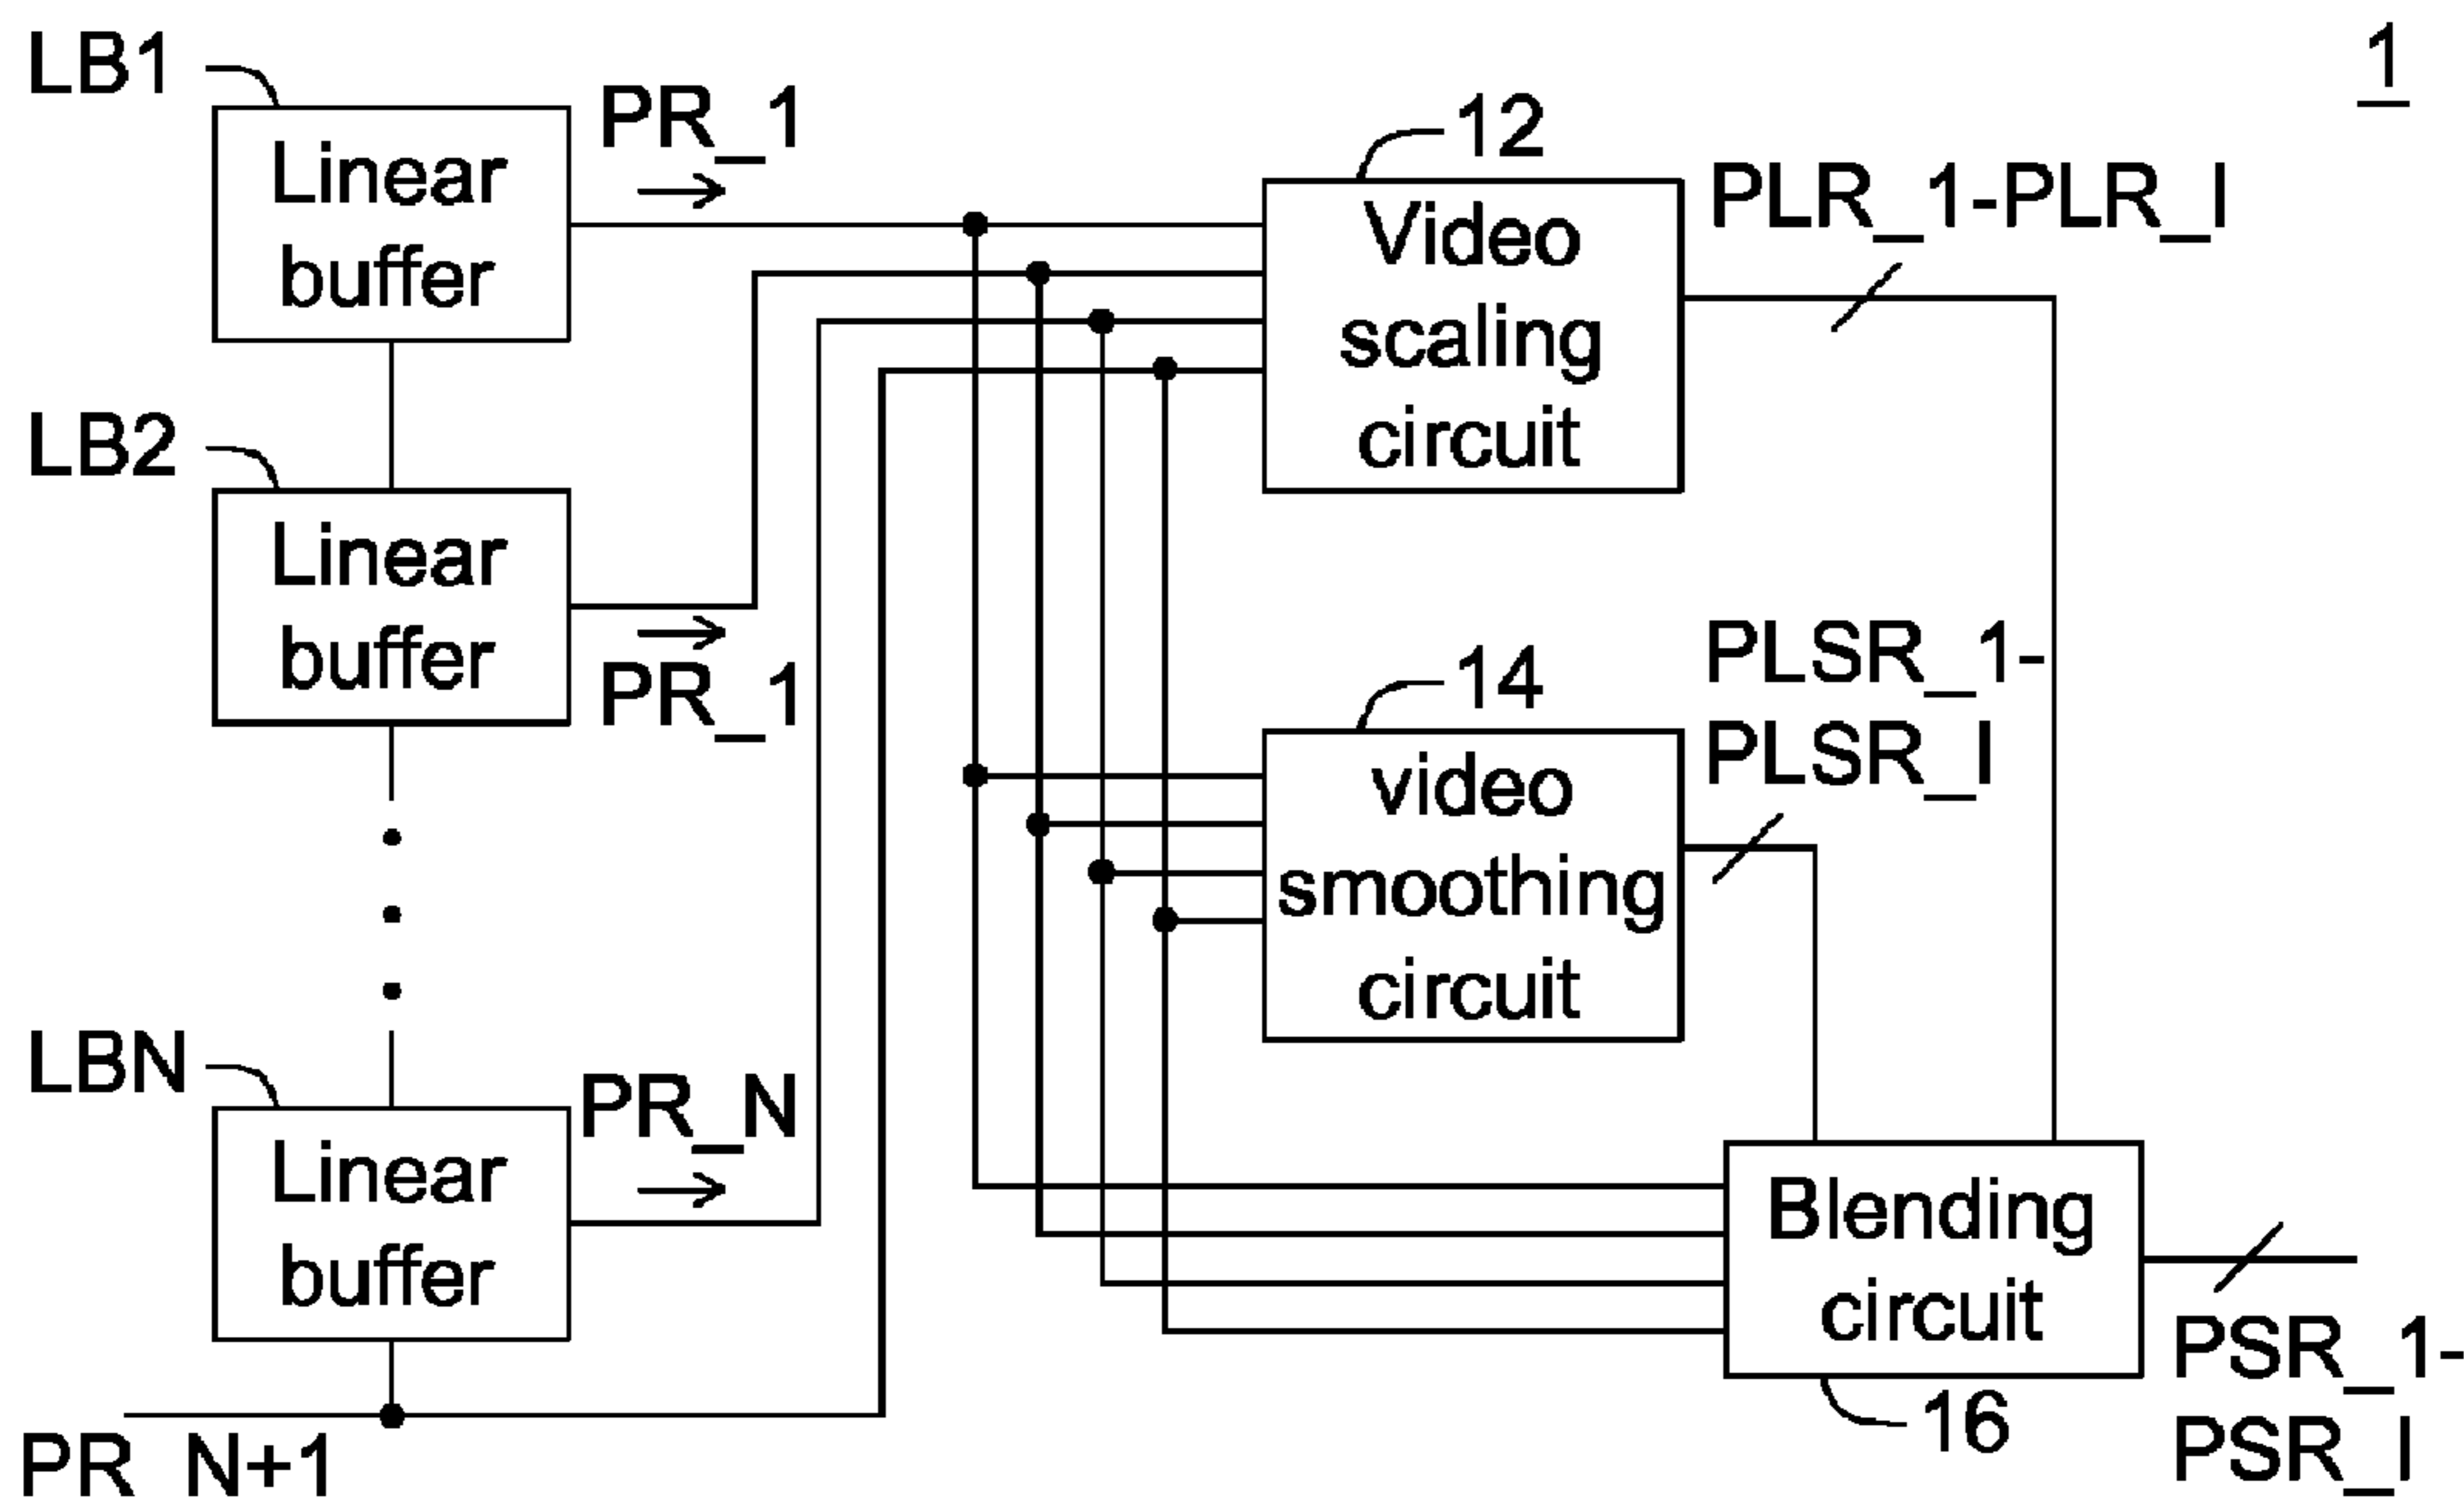 1
LB1
Linear
buffer
PR_1
12
Video
scaling
circuit
PLR_1-PLR_I
LB2
Linear
buffer
PR_1
14
video
smoothing
circuit
PLSR_1-
PLSR_I
LBN
Linear
buffer
PR_N
Blending
circuit
16
PSR_1-
PSR_I
PR N+1